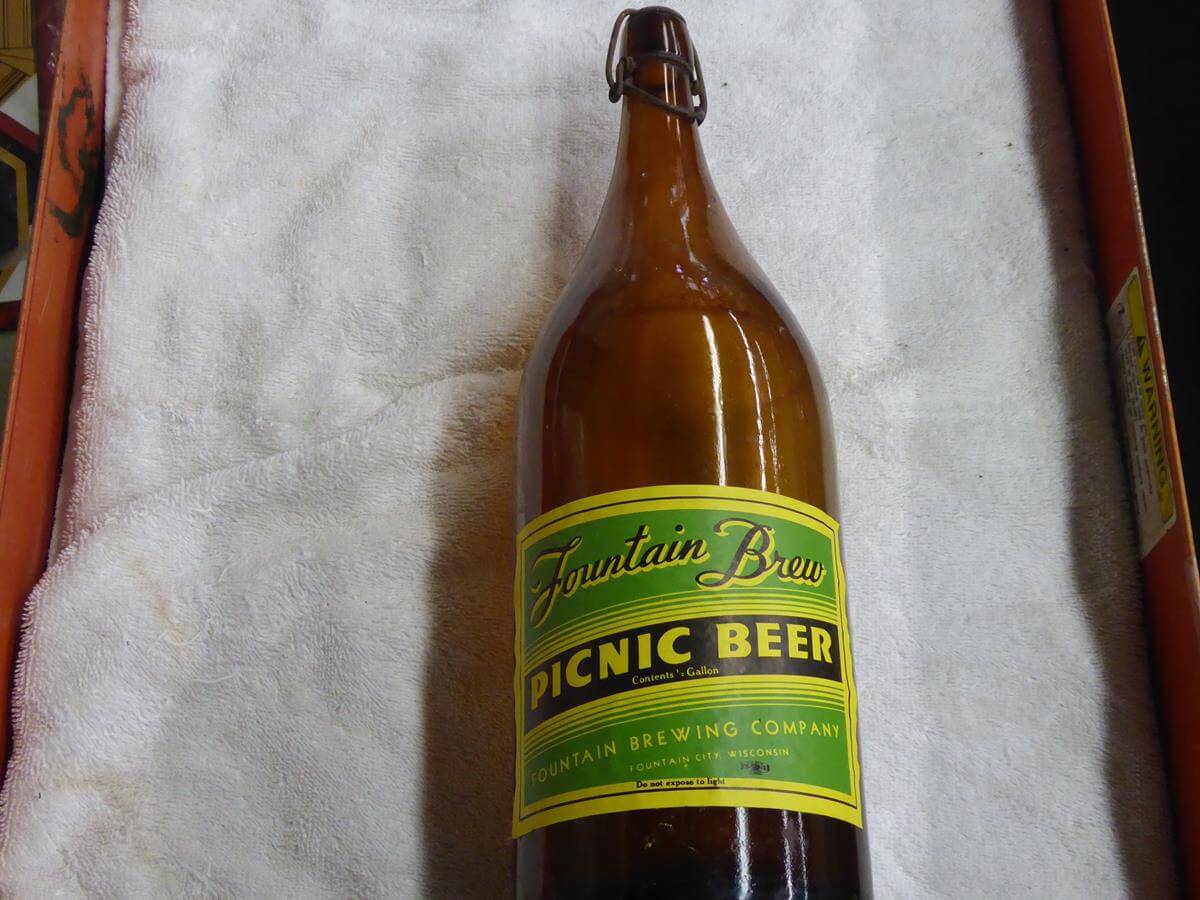 Fountain Brew
PICNIC BEER
Contents ½ Gallon
FOUNTAIN BREWING COMPANY
FOUNTAIN CITY, WISCONSIN
Do not expose to light
WARNING